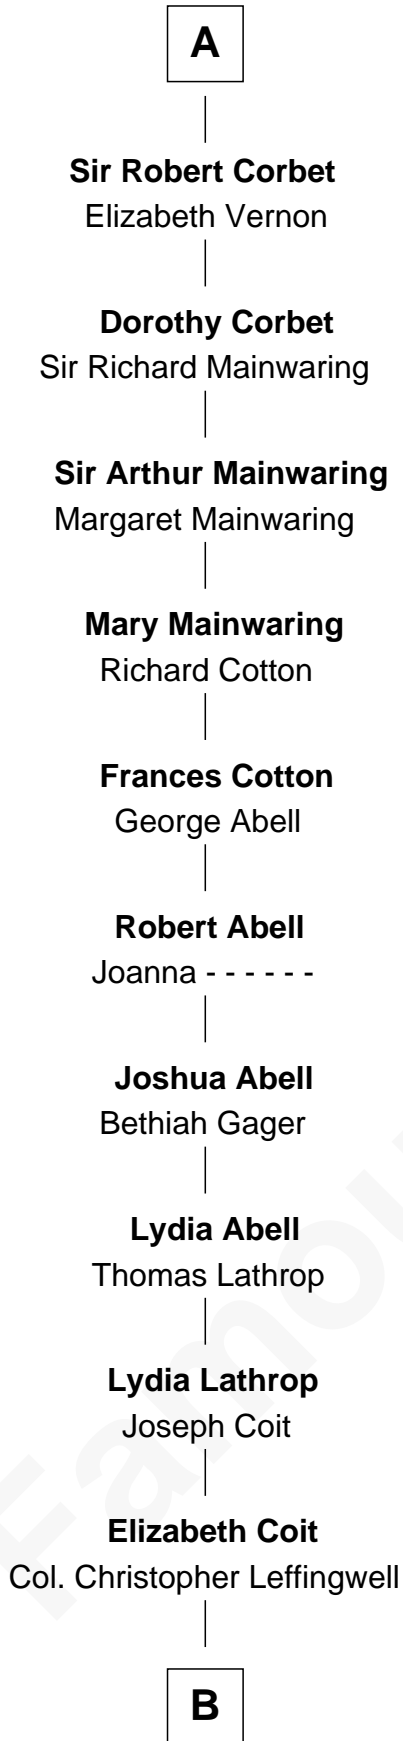 A
Sir Robert Corbet
Elizabeth Vernon
Dorothy Corbet
Sir Richard Mainwaring
Sir Arthur Mainwaring
Margaret Mainwaring
Mary Mainwaring
Richard Cotton
Frances Cotton
George Abell
Robert Abell
Joanna - - - - - -
Joshua Abell
Bethiah Gager
Lydia Abell
Thomas Lathrop
Lydia Lathrop
Joseph Coit
Elizabeth Coit
Col. Christopher Leffingwell
B
Famou